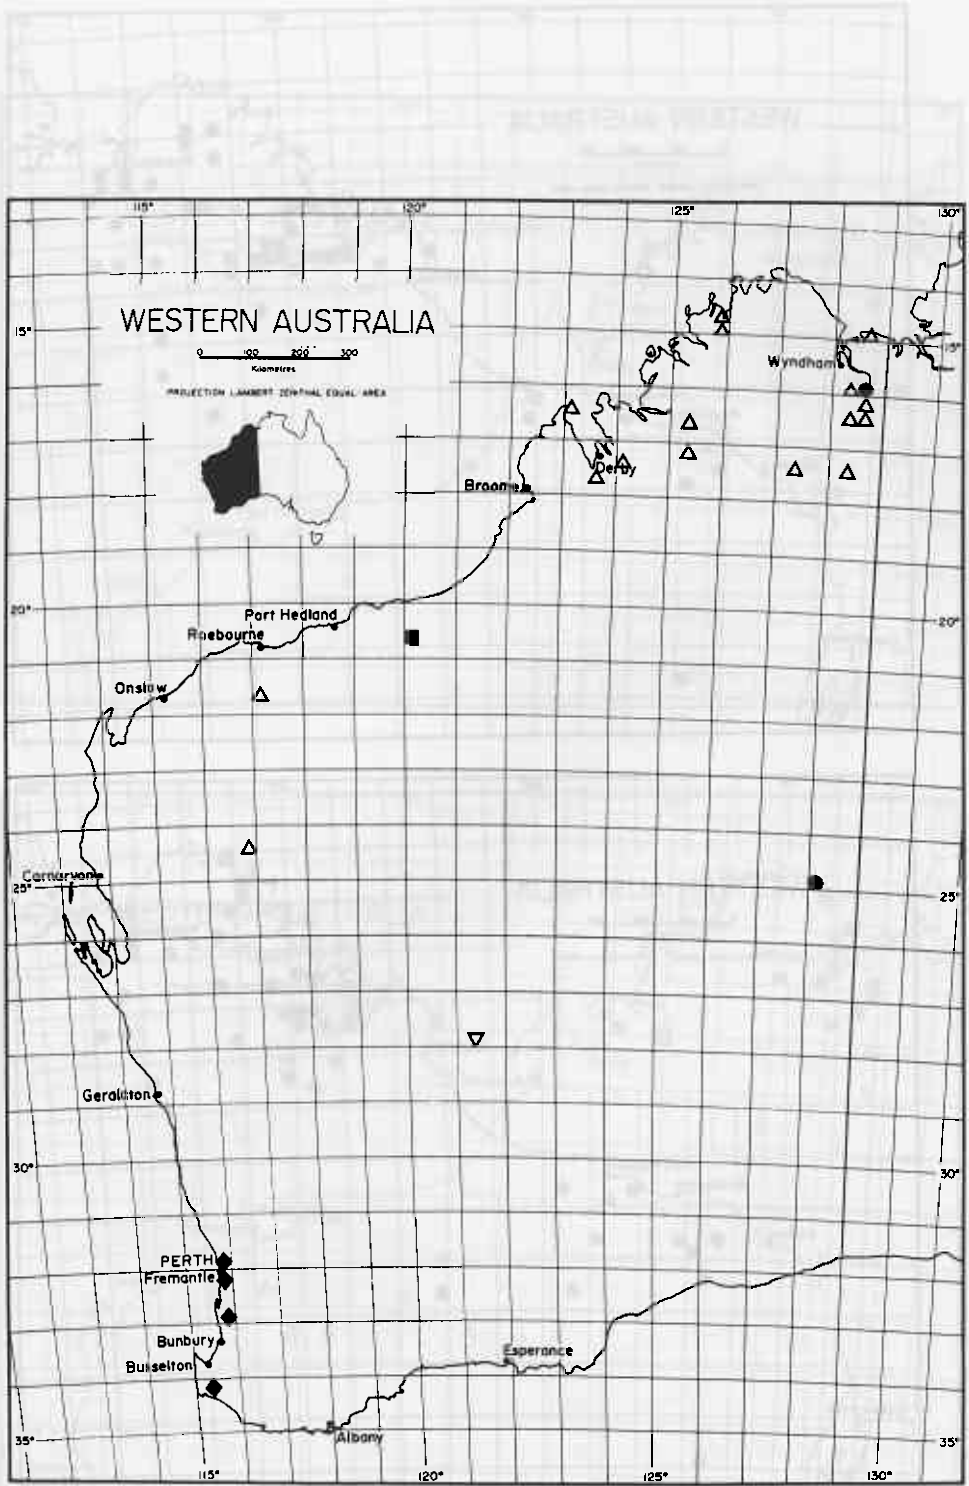 115° 120° 125° 130°
WESTERN AUSTRALIA
15° 15°
0 100 200 300
Kilometres
PROJECTION LAMBERT ZENITHAL EQUAL AREA
Wyndham
Derby
Broome
20° 20°
Port Hedland
Roebourne
Onslow
Carnarvon
25° 25°
Geraldton
30° 30°
PERTH
Fremantle
Bunbury
Busselton
Esperance
Albany
35° 35°
115° 120° 125° 130°